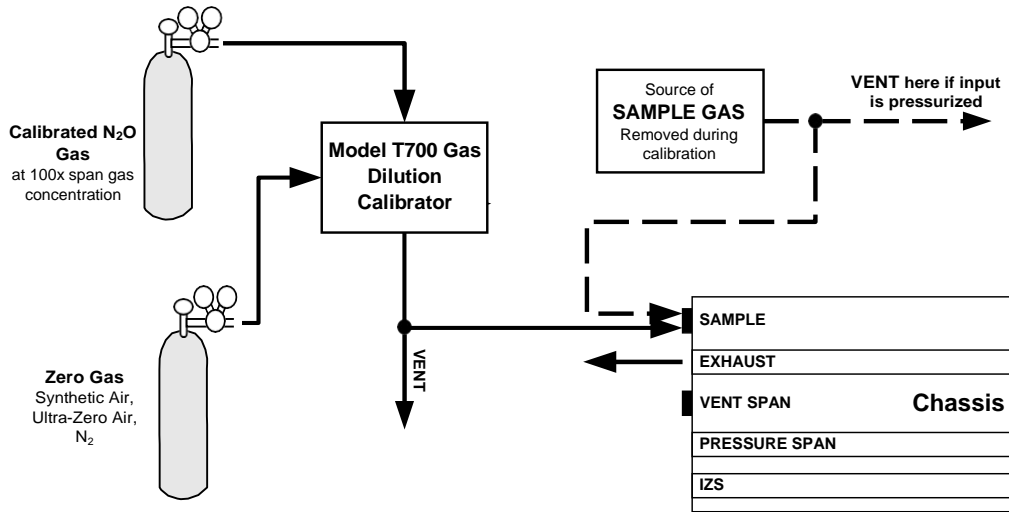 Calibrated N₂O
Gas
at 100x span gas
concentration
Model T700 Gas
Dilution
Calibrator
Source of
SAMPLE GAS
Removed during
calibration
VENT here if input
is pressurized
Zero Gas
Synthetic Air,
Ultra-Zero Air,
N₂
VENT
SAMPLE
EXHAUST
VENT SPAN
Chassis
PRESSURE SPAN
IZS